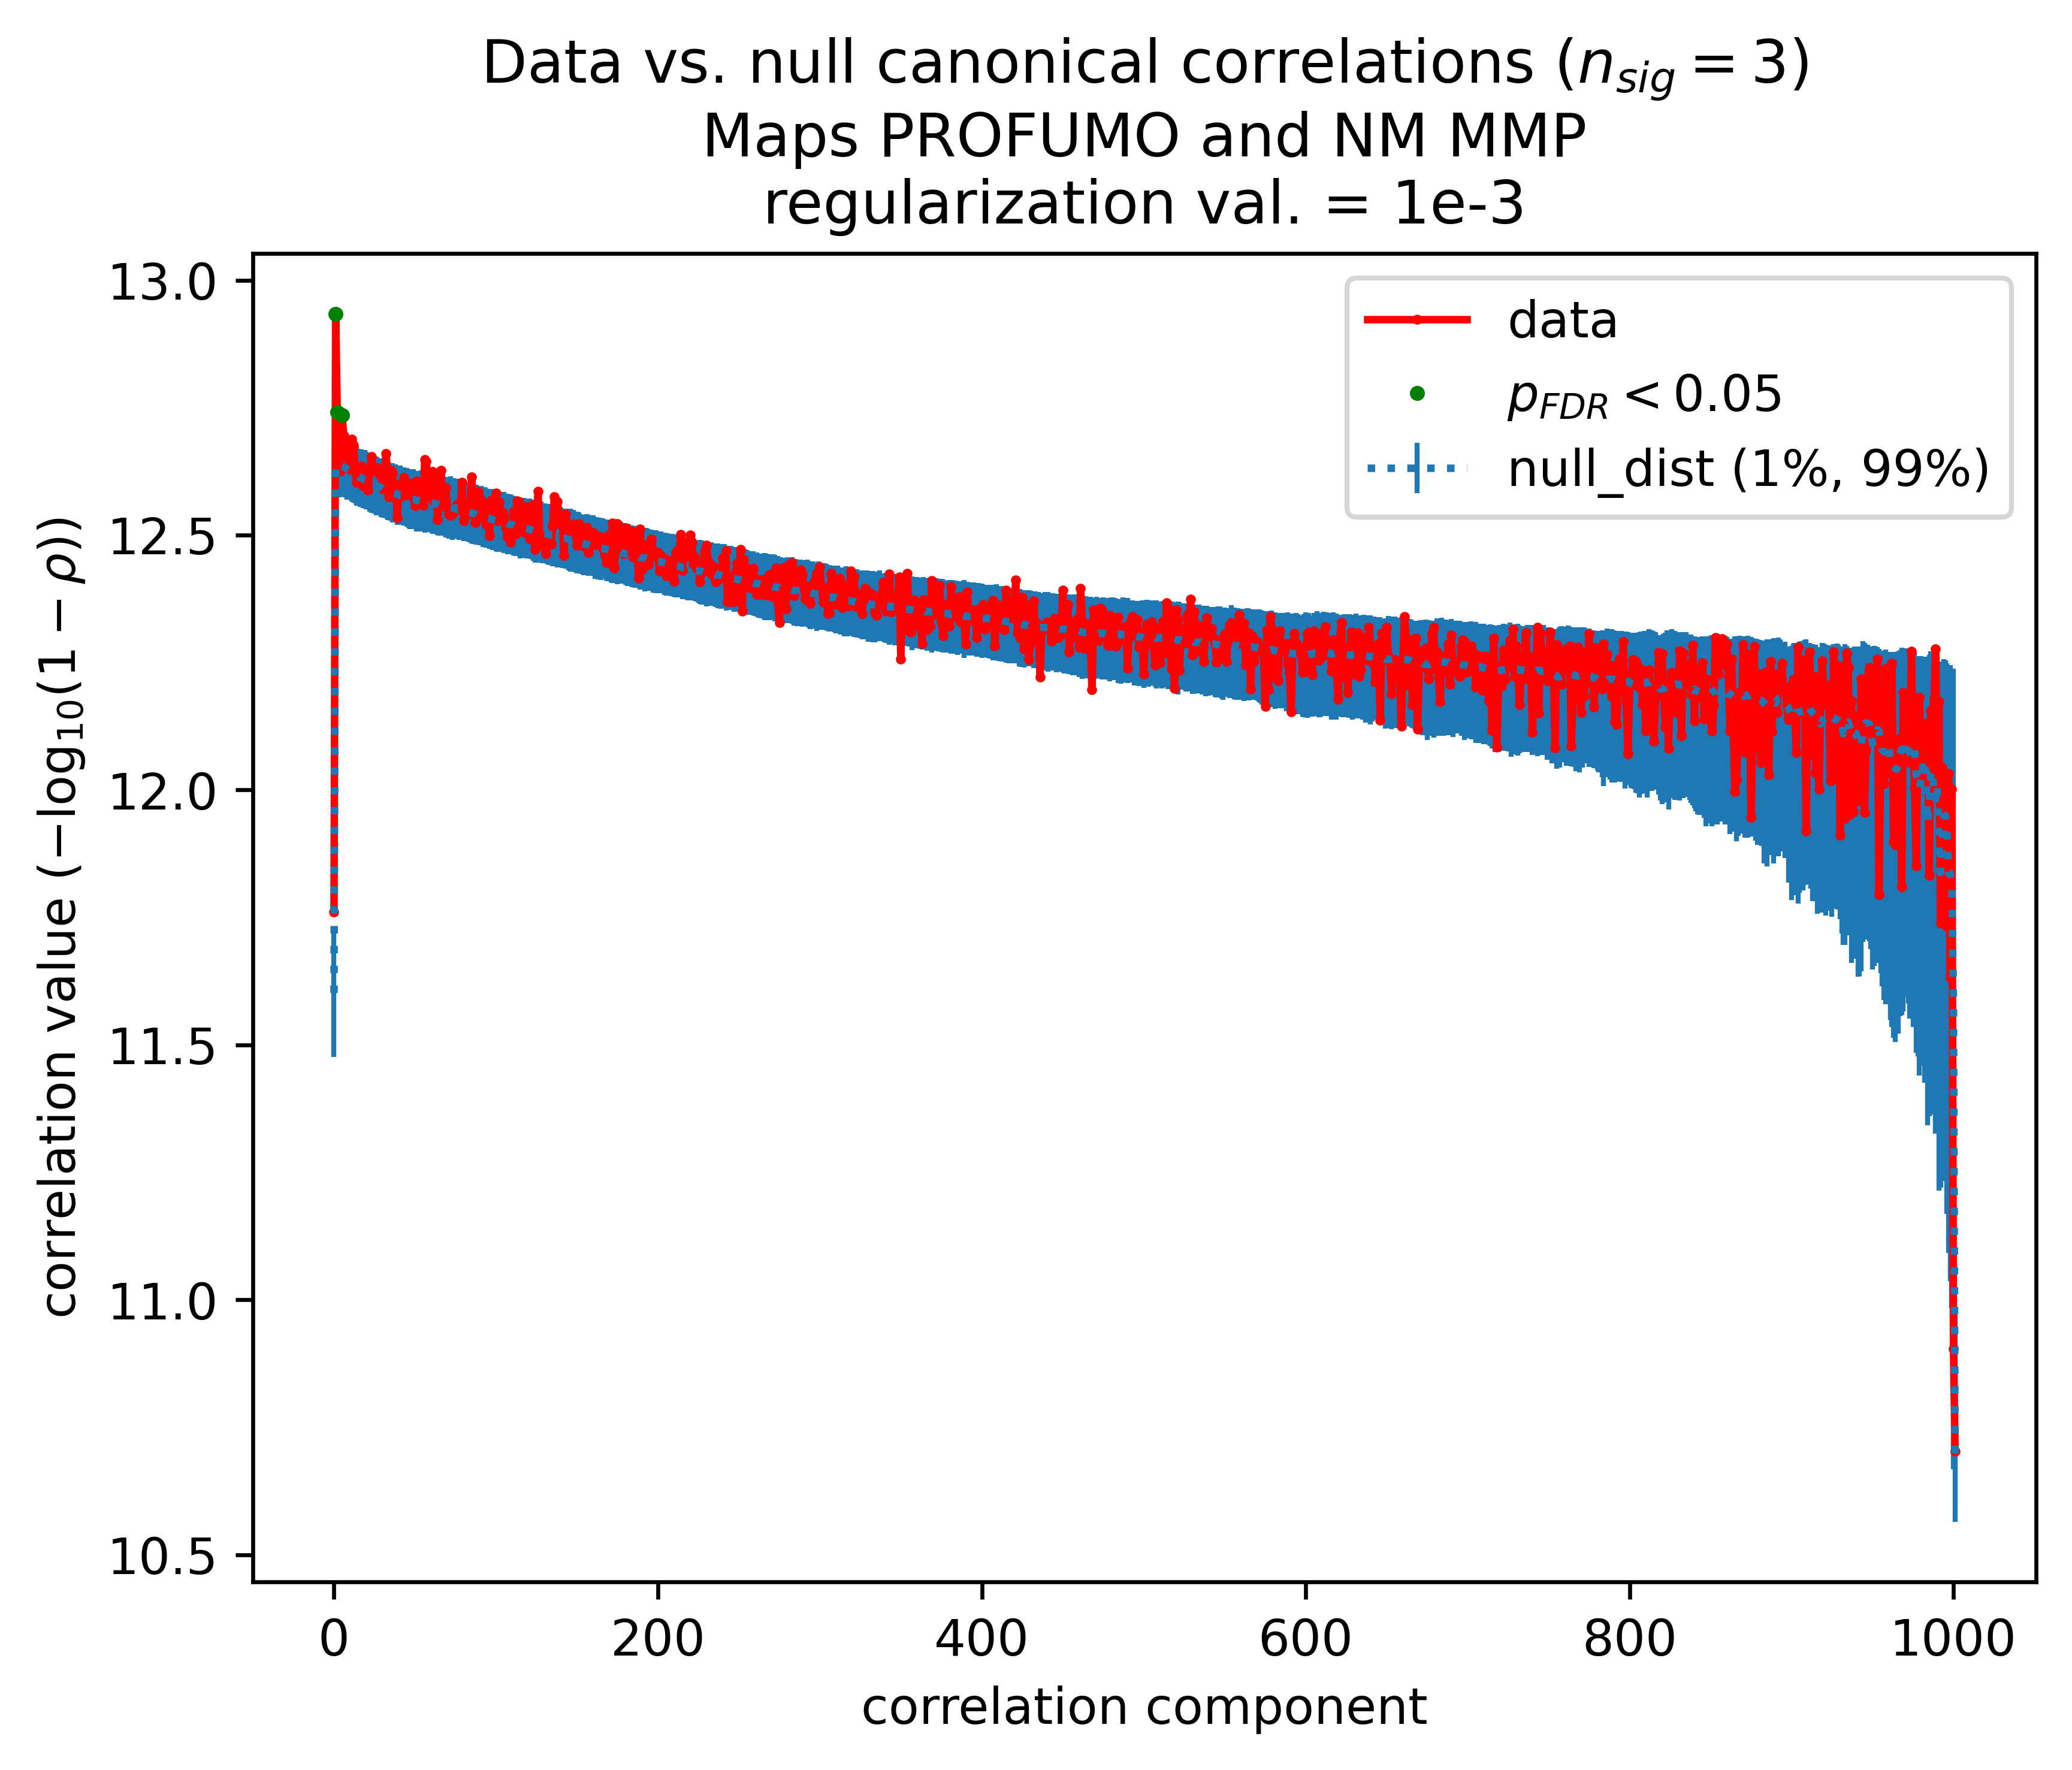 Data vs. null canonical correlations ($n_{sig} = 3$)
Maps PROFUMO and NM MMP
regularization val. = 1e-3
data
$p_{FDR} < 0.05$
null_dist (1%, 99%)
correlation value ($-\log_{10}(1 - \rho)$)
13.0
12.5
12.0
11.5
11.0
10.5
0 200 400 600 800 1000
correlation component